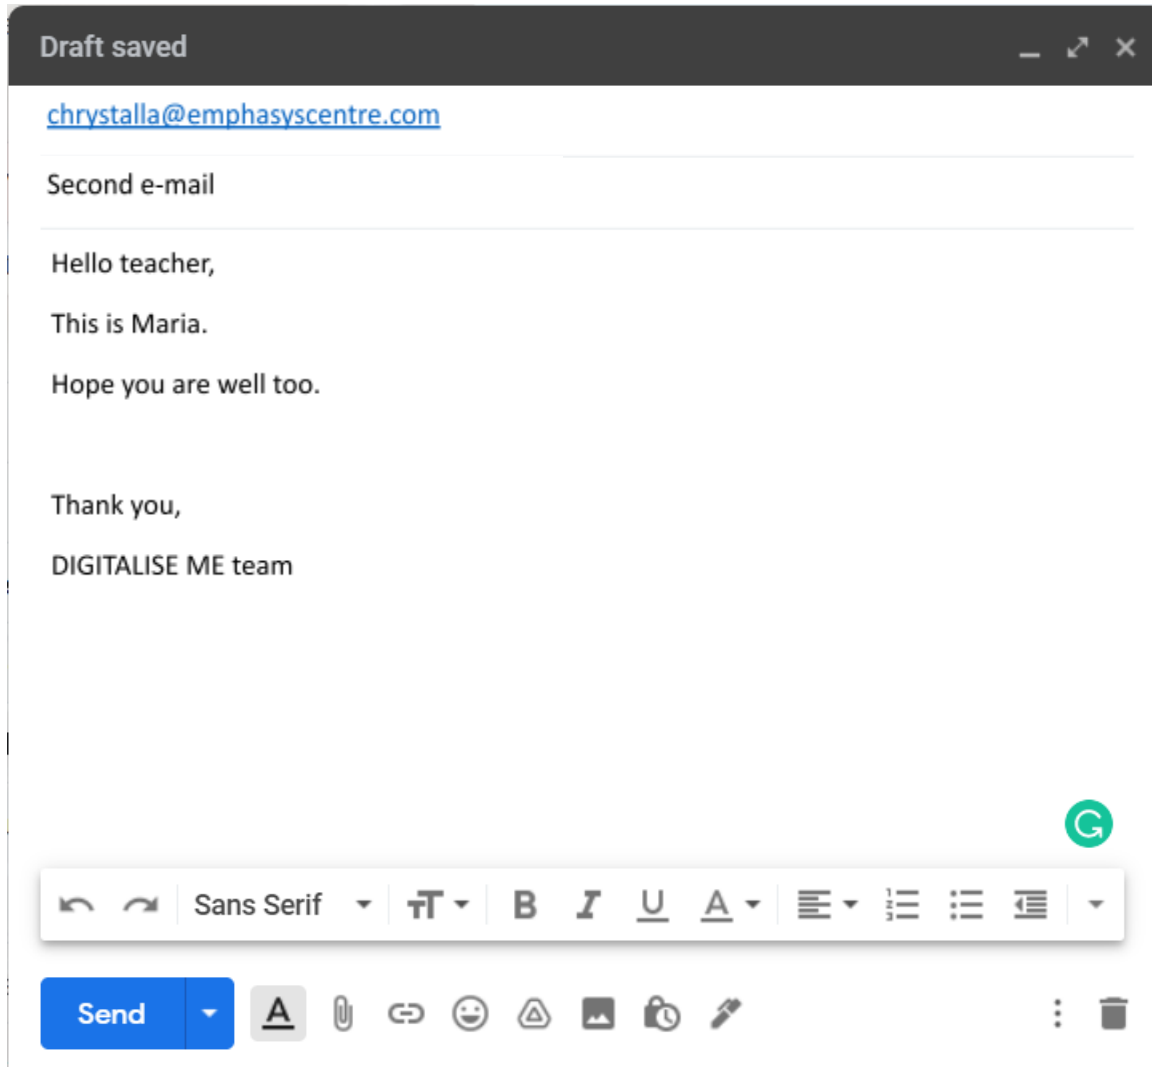 Draft saved
chrystalla@emphasyscentre.com
Second e-mail
Hello teacher,
This is Maria.
Hope you are well too.
Thank you,
DIGITALISE ME team
Sans Serif
Send